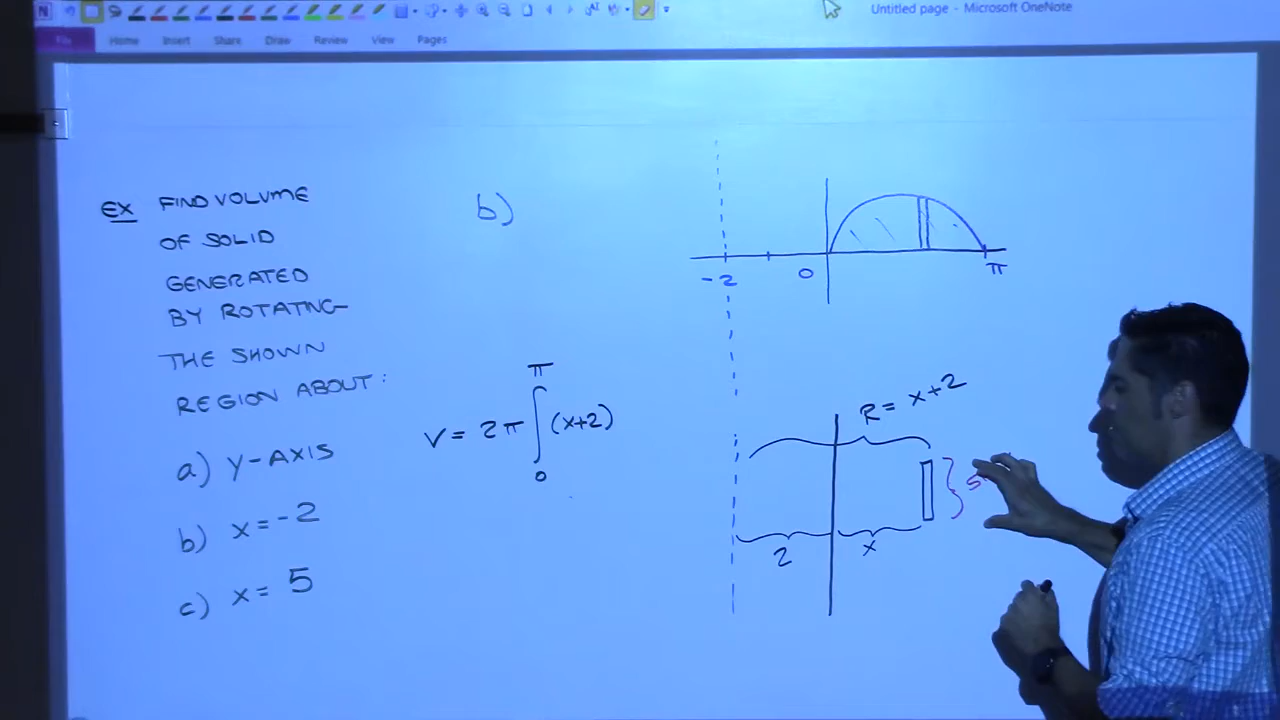 Untitled page - Microsoft OneNote
File Home Insert Share Draw Review View Pages
EX FIND VOLUME
OF SOLID
GENERATED
BY ROTATING
THE SHOWN
REGION ABOUT:
a) Y-AXIS
b) x=-2
c) x= 5
b)
-2 0 π
V= 2π ∫ (x+2)
π
0
R= x+2
2 x